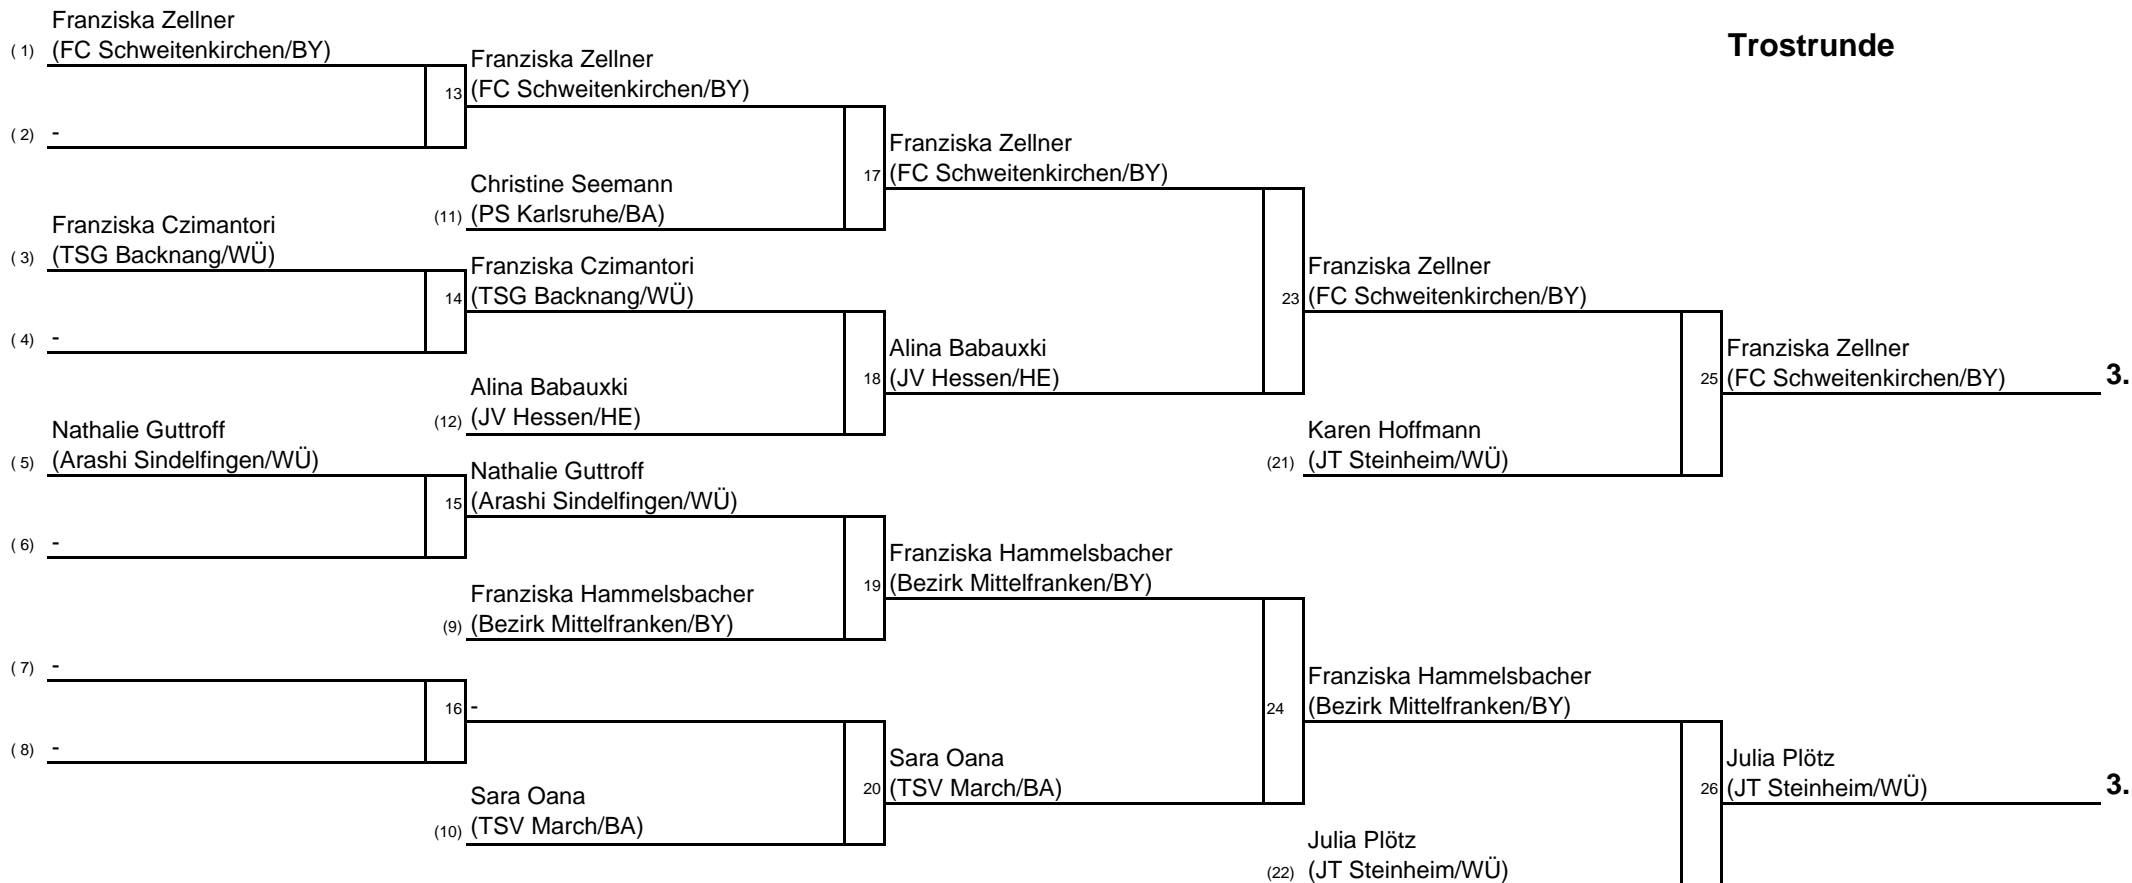 Trostrunde
Franziska Zellner
( 1) (FC Schweitenkirchen/BY)
( 2) -
Franziska Czimantori
( 3) (TSG Backnang/WÜ)
( 4) -
Nathalie Guttroff
( 5) (Arashi Sindelfingen/WÜ)
( 6) -
( 7) -
( 8) -
Franziska Zellner
13 (FC Schweitenkirchen/BY)
Christine Seemann
(11) (PS Karlsruhe/BA)
Franziska Czimantori
14 (TSG Backnang/WÜ)
Alina Babauxki
(12) (JV Hessen/HE)
Nathalie Guttroff
15 (Arashi Sindelfingen/WÜ)
Franziska Hammelsbacher
(9) (Bezirk Mittelfranken/BY)
16 -
Sara Oana
(10) (TSV March/BA)
Franziska Zellner
17 (FC Schweitenkirchen/BY)
Alina Babauxki
18 (JV Hessen/HE)
Franziska Hammelsbacher
19 (Bezirk Mittelfranken/BY)
Sara Oana
20 (TSV March/BA)
Franziska Zellner
23 (FC Schweitenkirchen/BY)
Karen Hoffmann
(21) (JT Steinheim/WÜ)
Franziska Hammelsbacher
24 (Bezirk Mittelfranken/BY)
Julia Plötz
(22) (JT Steinheim/WÜ)
Franziska Zellner
25 (FC Schweitenkirchen/BY) 3.
Julia Plötz
26 (JT Steinheim/WÜ) 3.